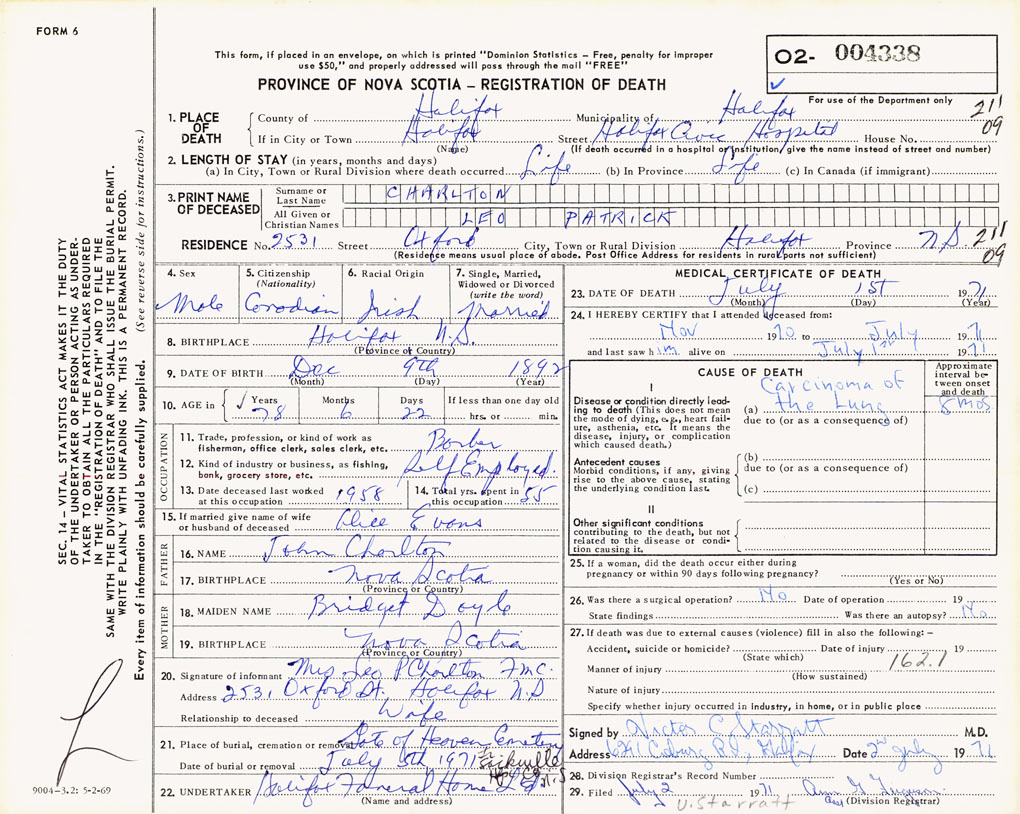 FORM 6
This form, if placed in an envelope, on which is printed "Dominion Statistics – Free, penalty for improper
use $50," and properly addressed will pass through the mail "FREE"
O2- 004338
PROVINCE OF NOVA SCOTIA – REGISTRATION OF DEATH
For use of the Department only
211
09
1. PLACE OF DEATH
County of Halifax Municipality of Halifax
If in City or Town Halifax Street Halifax Civic Hospital House No.
(Name) (If death occurred in a hospital or institution, give the name instead of street and number)
2. LENGTH OF STAY (in years, months and days)
(a) In City, Town or Rural Division where death occurred Life (b) In Province Life (c) In Canada (if immigrant)
3. PRINT NAME OF DECEASED
Surname or Last Name CHARLTON
All Given or Christian Names LEO PATRICK
RESIDENCE No. 2531 Street Oxford City, Town or Rural Division Halifax Province N.S. 211
09
(Residence means usual place of abode. Post Office Address for residents in rural parts not sufficient)
4. Sex
Male
5. Citizenship (Nationality)
Canadian
6. Racial Origin
Irish
7. Single, Married, Widowed or Divorced (write the word)
Married
8. BIRTHPLACE Halifax N.S.
(Province or Country)
9. DATE OF BIRTH Dec 9th 1892
(Month) (Day) (Year)
10. AGE in Years Months Days If less than one day old
78 6 22 hrs. or min.
OCCUPATION
11. Trade, profession, or kind of work as fisherman, office clerk, sales clerk, etc. Barber
12. Kind of industry or business, as fishing, bank, grocery store, etc. Self Employed.
13. Date deceased last worked at this occupation 1958
14. Total yrs. spent in this occupation 55
15. If married give name of wife or husband of deceased Alice Evans
FATHER
16. NAME John Charlton
17. BIRTHPLACE Nova Scotia
(Province or Country)
MOTHER
18. MAIDEN NAME Bridget Doyle
19. BIRTHPLACE Nova Scotia
(Province or Country)
20. Signature of informant Mrs Leo P Charlton
Address 2531 Oxford St. Halifax N.S
Relationship to deceased Wife
21. Place of burial, cremation or removal Gate of Heaven Cemetery
Date of burial or removal July 5th 1971
22. UNDERTAKER Halifax Funeral Home
(Name and address)
MEDICAL CERTIFICATE OF DEATH
23. DATE OF DEATH July 1st 1971
(Month) (Day) (Year)
24. I HEREBY CERTIFY that I attended deceased from:
Nov 1970 to July 1971
and last saw him alive on July 1st 1971
CAUSE OF DEATH
Approximate interval between onset and death
I
Disease or condition directly leading to death (This does not mean the mode of dying, e.g., heart failure, asthenia, etc. It means the disease, injury, or complication which caused death.)
(a) Carcinoma of the Lung 8 mos
due to (or as a consequence of)
Antecedent causes
Morbid conditions, if any, giving rise to the above cause, stating the underlying condition last.
(b)
due to (or as a consequence of)
(c)
II
Other significant conditions contributing to the death, but not related to the disease or condition causing it.
25. If a woman, did the death occur either during pregnancy or within 90 days following pregnancy?
(Yes or No)
26. Was there a surgical operation? No Date of operation 19
State findings Was there an autopsy? No
27. If death was due to external causes (violence) fill in also the following: –
Accident, suicide or homicide? Date of injury 19
(State which) 162.1
Manner of injury
(How sustained)
Nature of injury
Specify whether injury occurred in industry, in home, or in public place
Signed by Victor C Starratt M.D.
Address 6241 Coburg Rd, Halifax Date 2nd July 1971
28. Division Registrar's Record Number
29. Filed July 2 1971
(Division Registrar)
V. Starratt
SEC. 14 – VITAL STATISTICS ACT MAKES IT THE DUTY
OF THE UNDERTAKER OR PERSON ACTING AS UNDERTAKER TO OBTAIN ALL THE PARTICULARS REQUIRED
IN THE "REGISTRATION OF DEATH" AND TO FILE THE
SAME WITH THE DIVISION REGISTRAR WHO SHALL ISSUE THE BURIAL PERMIT.
WRITE PLAINLY WITH UNFADING INK. THIS IS A PERMANENT RECORD.
Every item of information should be carefully supplied. (See reverse side for instructions.)
9004-3.2: 5-2-69